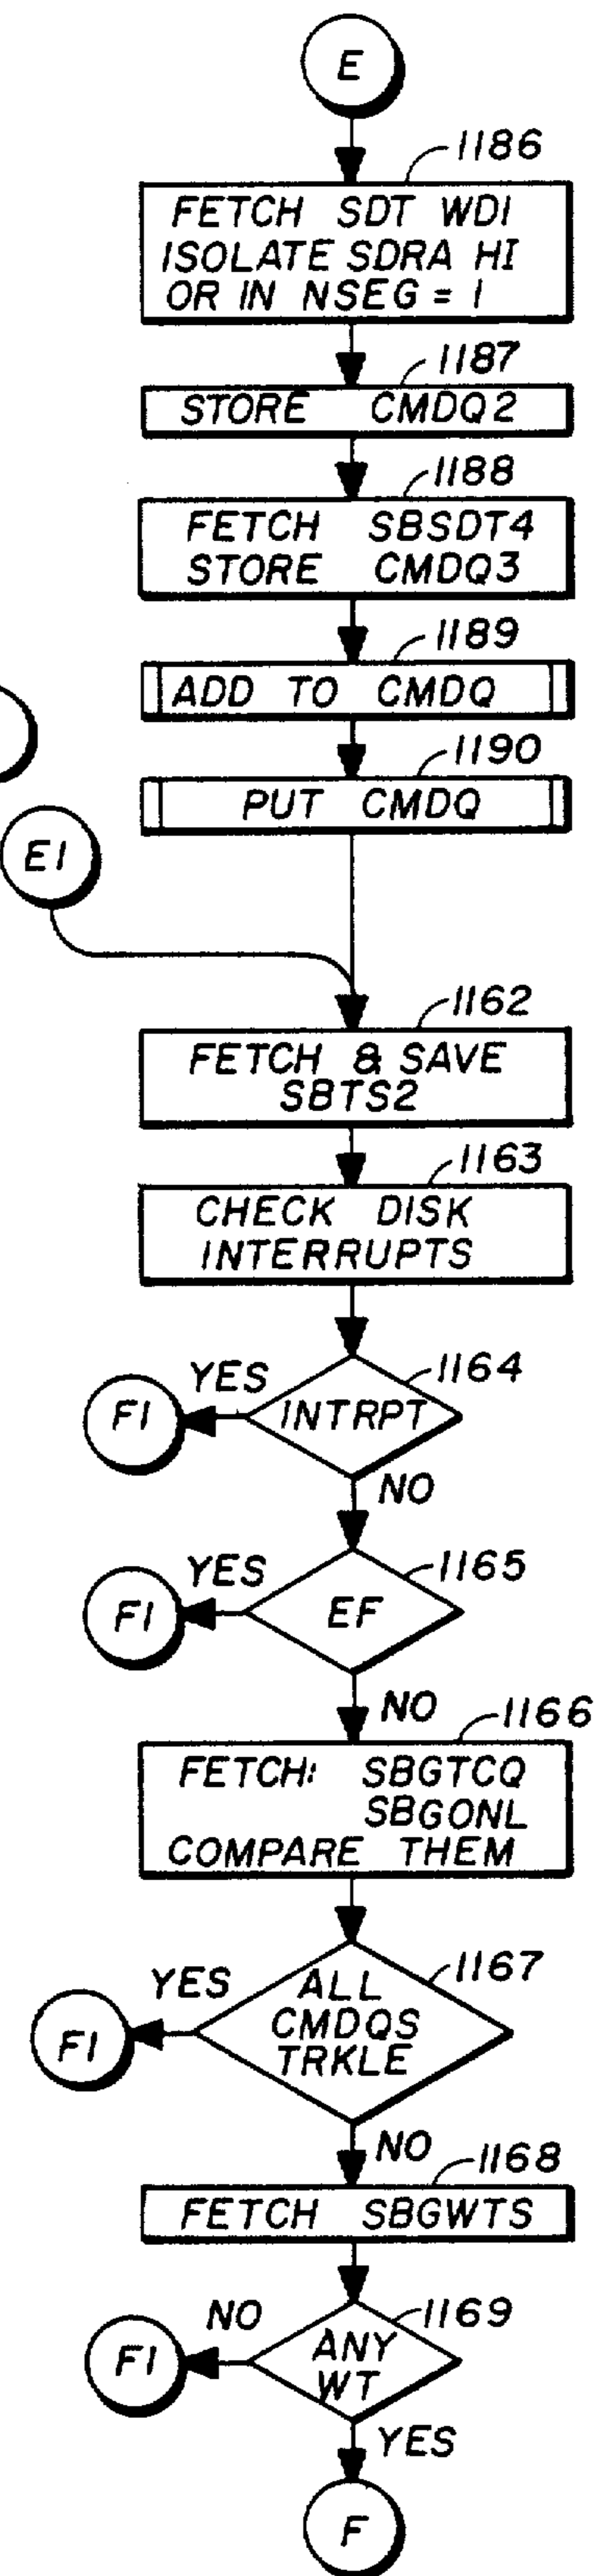 E
1186
FETCH SDT WD1
ISOLATE SDRA HI
OR IN NSEG = 1
1187
STORE CMDQ2
1188
FETCH SBSDT4
STORE CMDQ3
1189
ADD TO CMDQ
1190
PUT CMDQ
E1
1162
FETCH & SAVE
SBTS2
1163
CHECK DISK
INTERRUPTS
1164
YES
F1
INTRPT
NO
1165
YES
F1
EF
NO
1166
FETCH: SBGTCQ
SBGONL
COMPARE THEM
1167
YES
F1
ALL
CMDQS
TRKLE
NO
1168
FETCH SBGWTS
1169
NO
F1
ANY
WT
YES
F